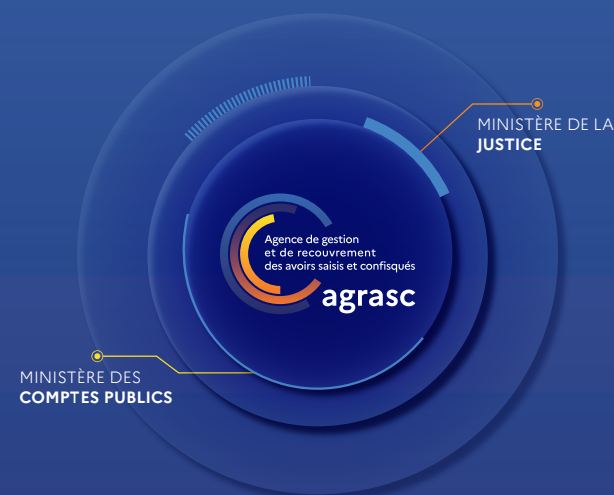 MINISTÈRE DE LA
JUSTICE
Agence de gestion
et de recouvrement
des avoirs saisis et confisqués
agrasc
MINISTÈRE DES
COMPTES PUBLICS